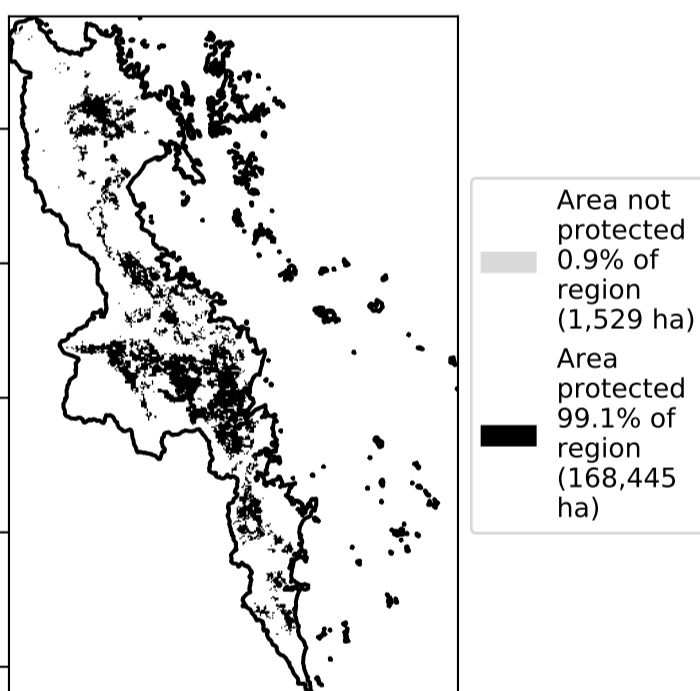 Area not
protected
0.9% of
region
(1,529 ha)
Area
protected
99.1% of
region
(168,445
ha)